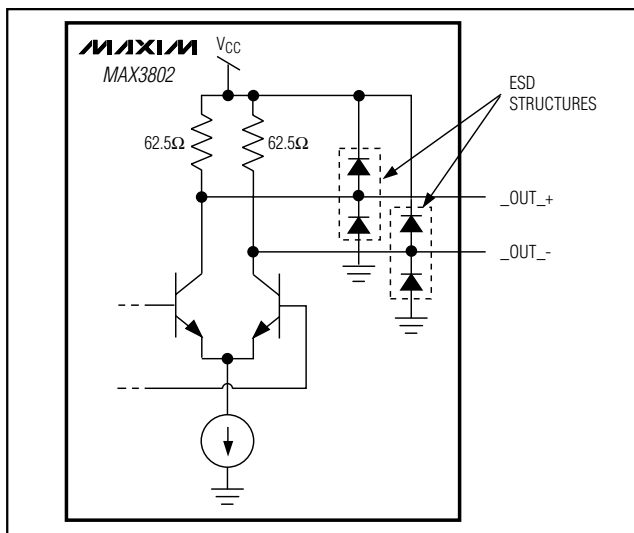 MAXIM
MAX3802
VCC
62.5Ω
62.5Ω
ESD
STRUCTURES
_OUT_+
_OUT_-